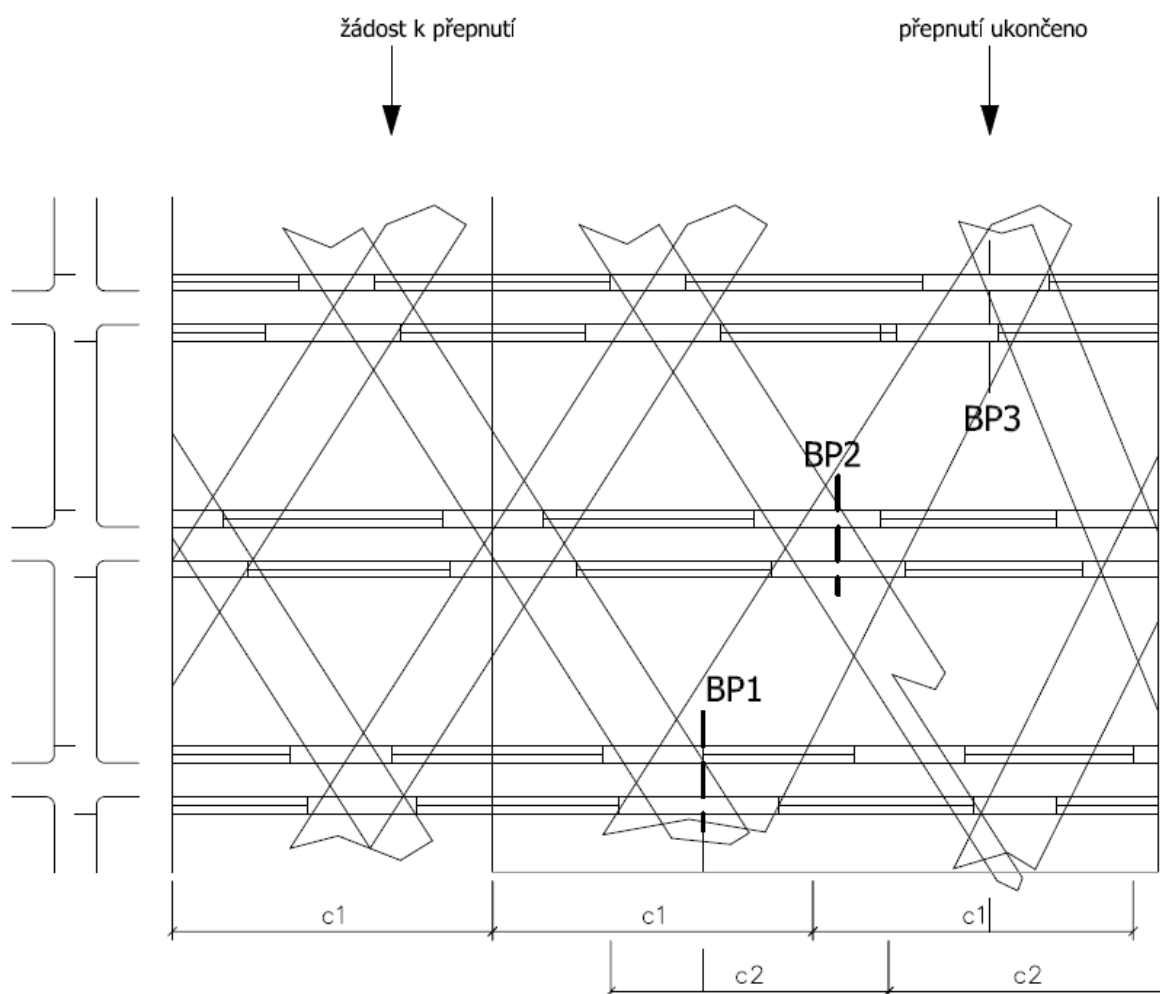 žádost k přepnutí
přepnutí ukončeno
BP3
BP2
BP1
c1
c1
c1
c2
c2